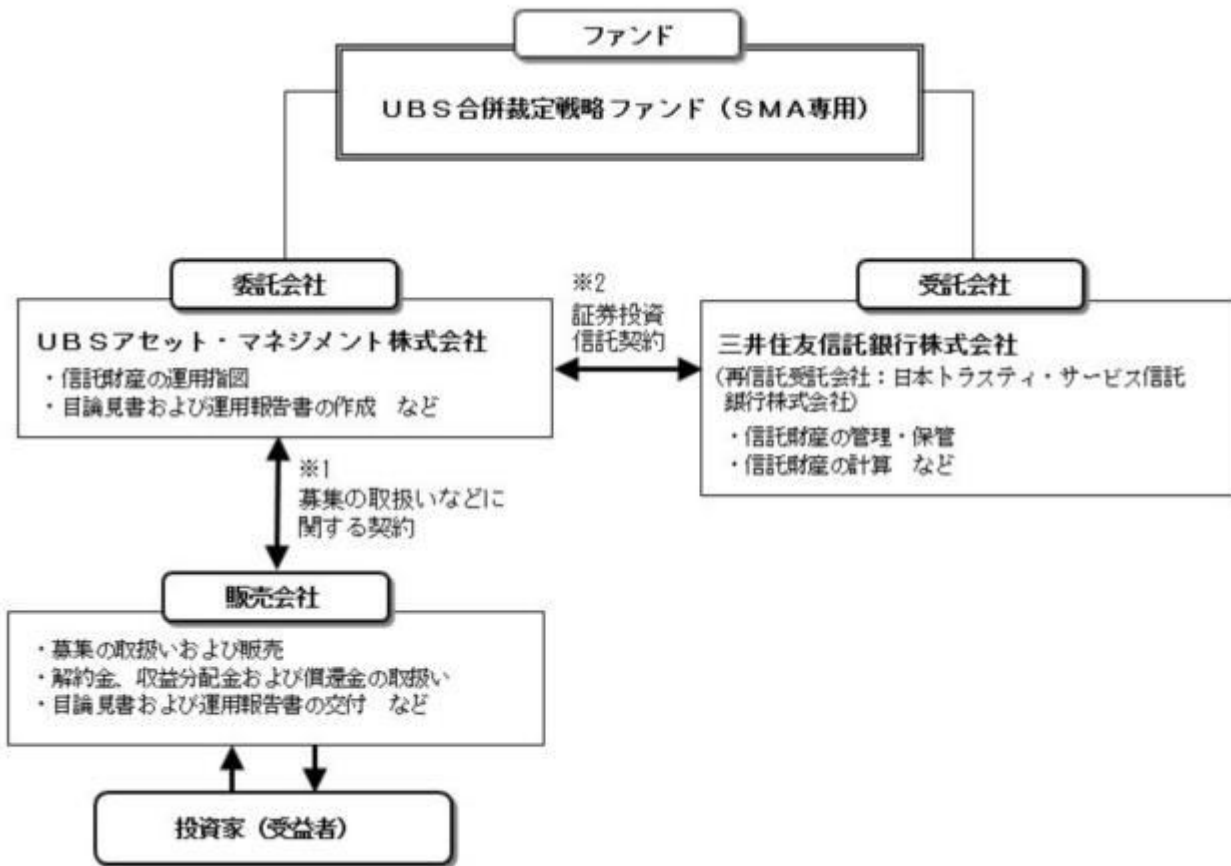 ファンド
UBS合併裁定戦略ファンド(SMA専用)
委託会社
UBSアセット・マネジメント株式会社
・信託財産の運用指図
・目論見書および運用報告書の作成 など
※2
証券投資
信託契約
受託会社
三井住友信託銀行株式会社
(再信託受託会社:日本トラスティ・サービス信託
銀行株式会社)
・信託財産の管理・保管
・信託財産の計算 など
※1
募集の取扱いなどに
関する契約
販売会社
・募集の取扱いおよび販売
・解約金、収益分配金および償還金の取扱い
・目論見書および運用報告書の交付 など
投資家(受益者)